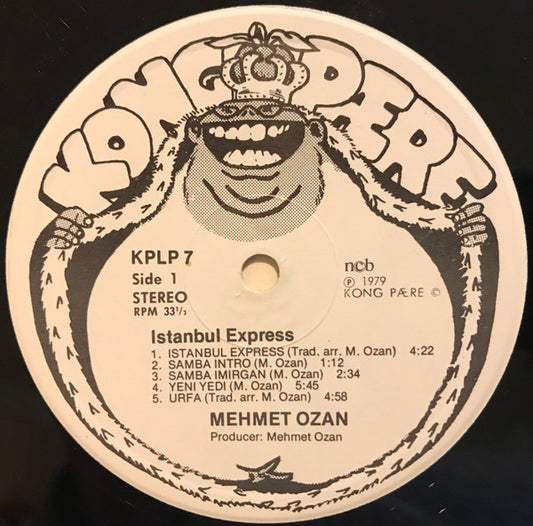 KONG PÆRE
KPLP 7
Side 1
STEREO
RPM 33 1/3
ncb
Ⓟ 1979
KONG PÆRE ©
Istanbul Express
1. ISTANBUL EXPRESS (Trad. arr. M. Ozan) 4:22
2. SAMBA INTRO (M. Ozan) 1:12
3. SAMBA IMIRGAN (M. Ozan) 2:34
4. YENI YEDI (M. Ozan) 5:45
5. URFA (Trad. arr. M. Ozan) 4:58
MEHMET OZAN
Producer: Mehmet Ozan